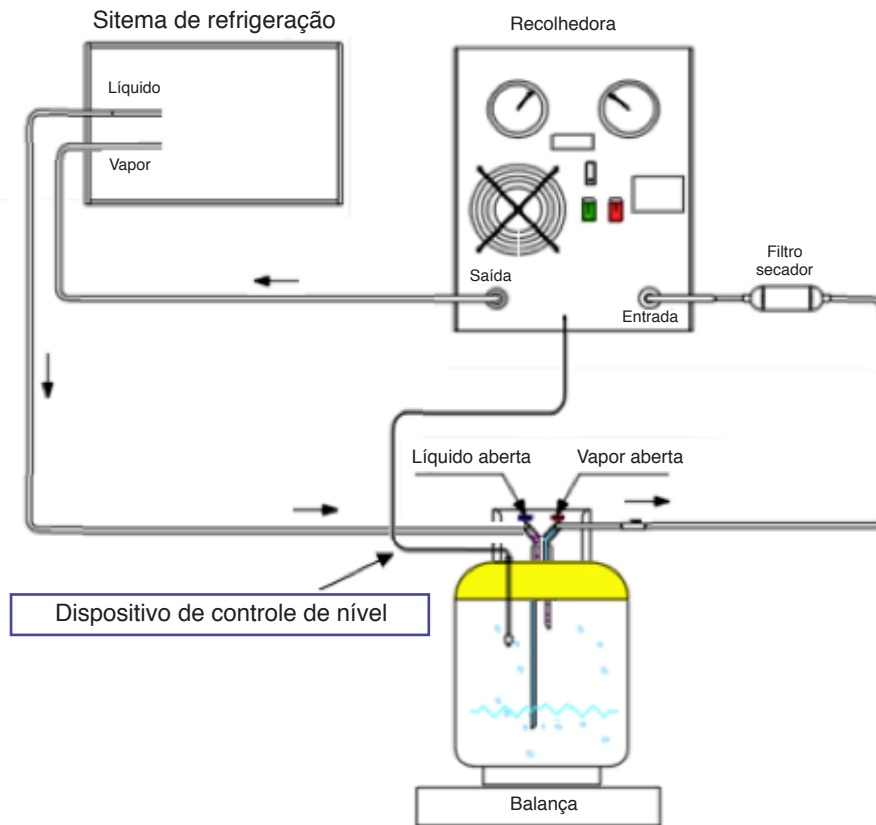 Sitema de refrigeração
Recolhedora
Líquido
Vapor
Saída
Entrada
Filtro
secador
Líquido aberta
Vapor aberta
Dispositivo de controle de nível
Balança